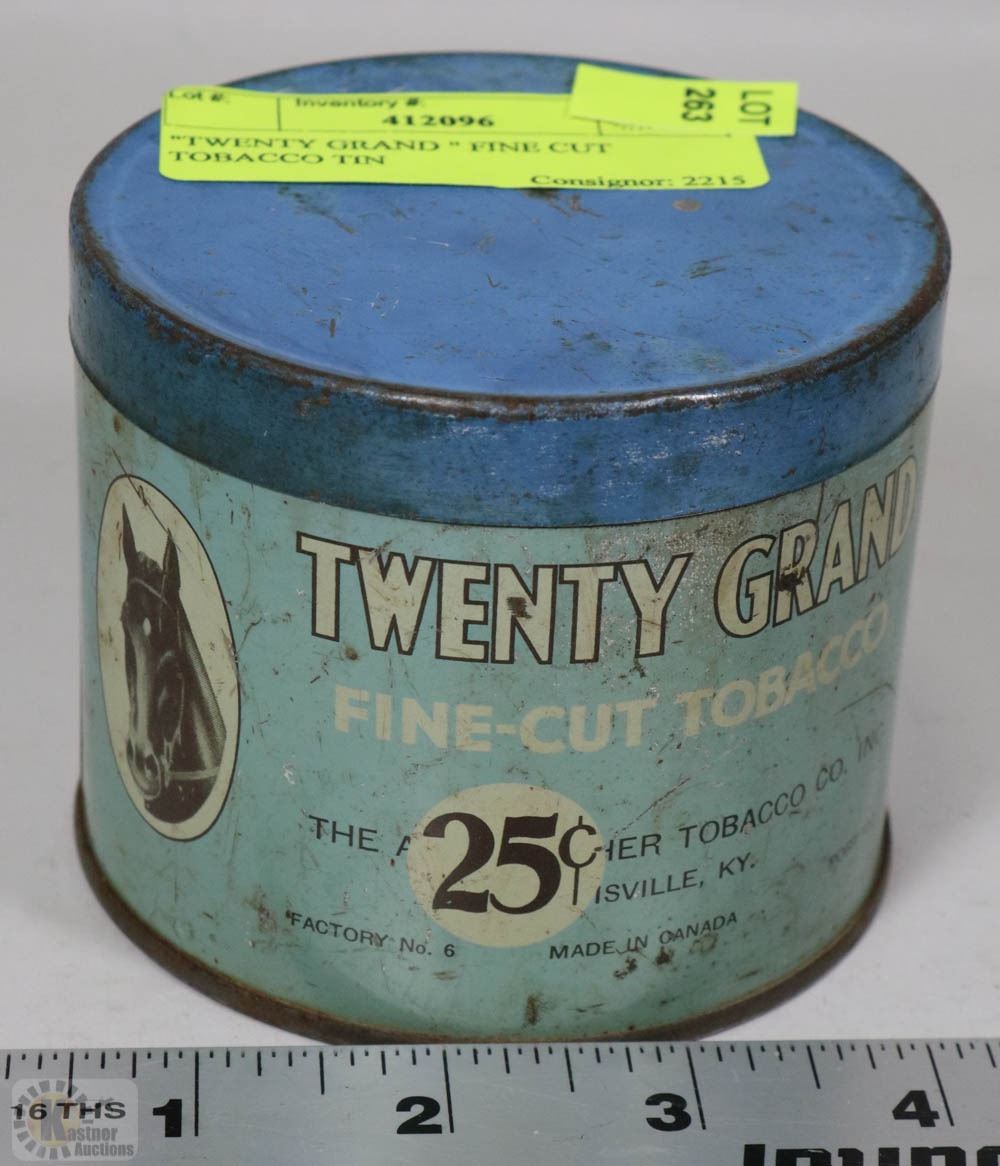 Lot #:
Inventory #:
412096
LOT
263
"TWENTY GRAND " FINE CUT
TOBACCO TIN
Consignor: 2215
TWENTY GRAND
FINE-CUT TOBACCO
THE A 25¢ HER TOBACCO CO. INC
ISVILLE, KY.
FACTORY No. 6
MADE IN CANADA
16 THS 1 2 3 4
Kastner
Auctions